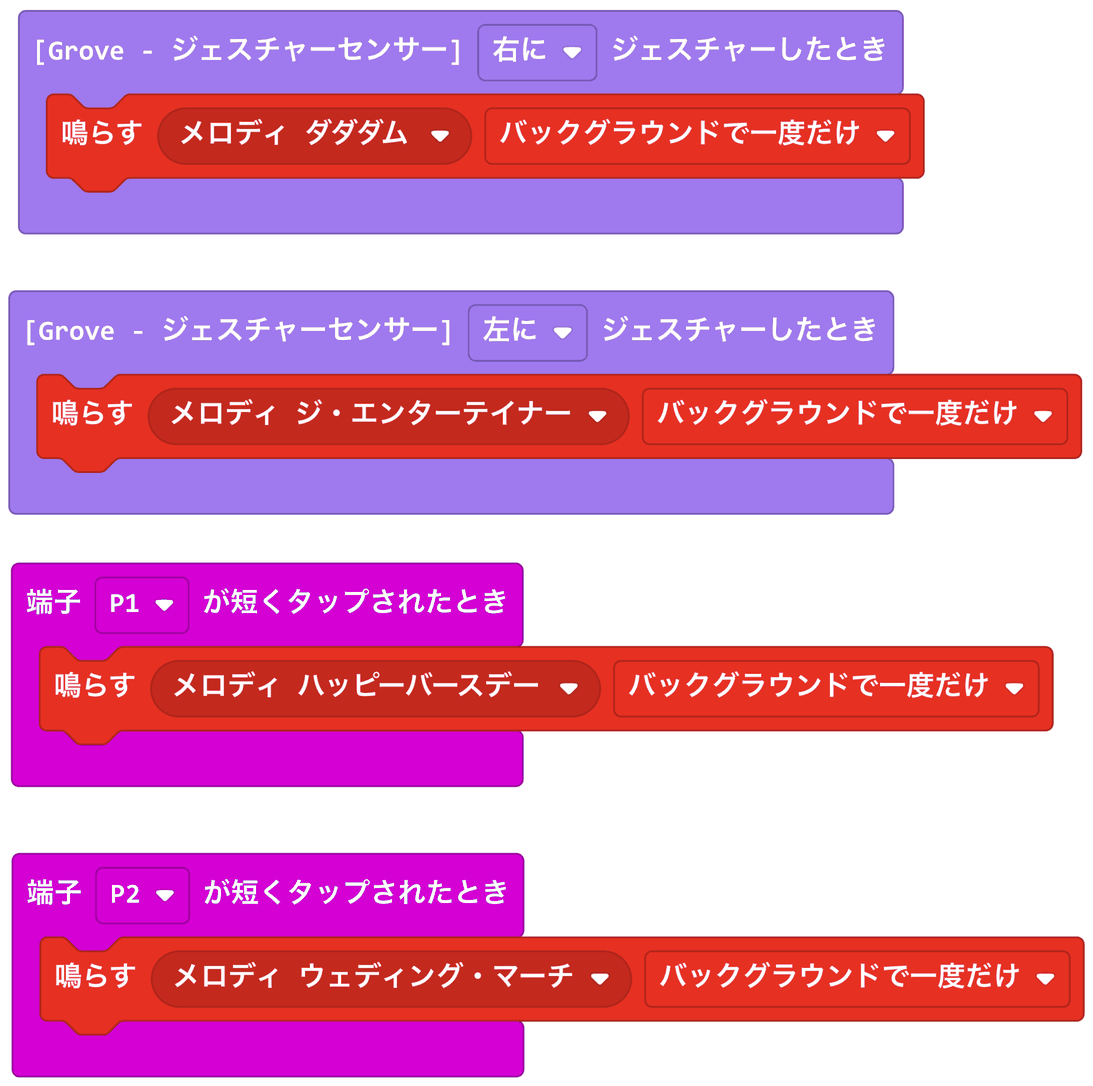 [Grove - ジェスチャーセンサー] 右に ジェスチャーしたとき
鳴らす メロディ ダダダム バックグラウンドで一度だけ
[Grove - ジェスチャーセンサー] 左に ジェスチャーしたとき
鳴らす メロディ ジ・エンターテイナー バックグラウンドで一度だけ
端子 P1 が短くタップされたとき
鳴らす メロディ ハッピーバースデー バックグラウンドで一度だけ
端子 P2 が短くタップされたとき
鳴らす メロディ ウェディング・マーチ バックグラウンドで一度だけ